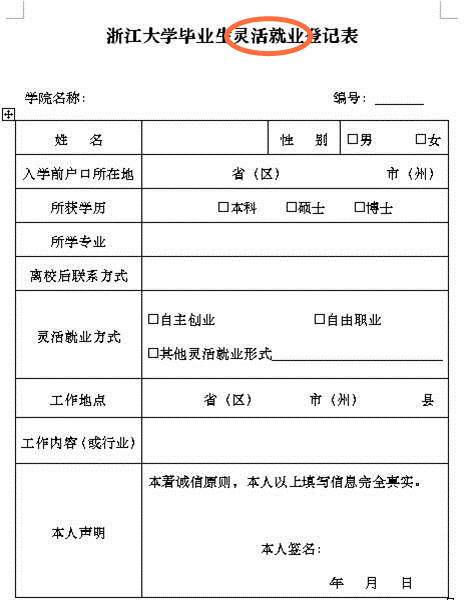 浙江大学毕业生灵活就业登记表
学院名称： 编号：______
姓 名 性 别 □男 □女
入学前户口所在地 省（区） 市（州）
所获学历 □本科 □硕士 □博士
所学专业
离校后联系方式
灵活就业方式 □自主创业 □自由职业
□其他灵活就业形式____________________
工作地点 省（区） 市（州） 县
工作内容（或行业）
本人声明 本着诚信原则，本人以上填写信息完全真实。
本人签名：
年 月 日